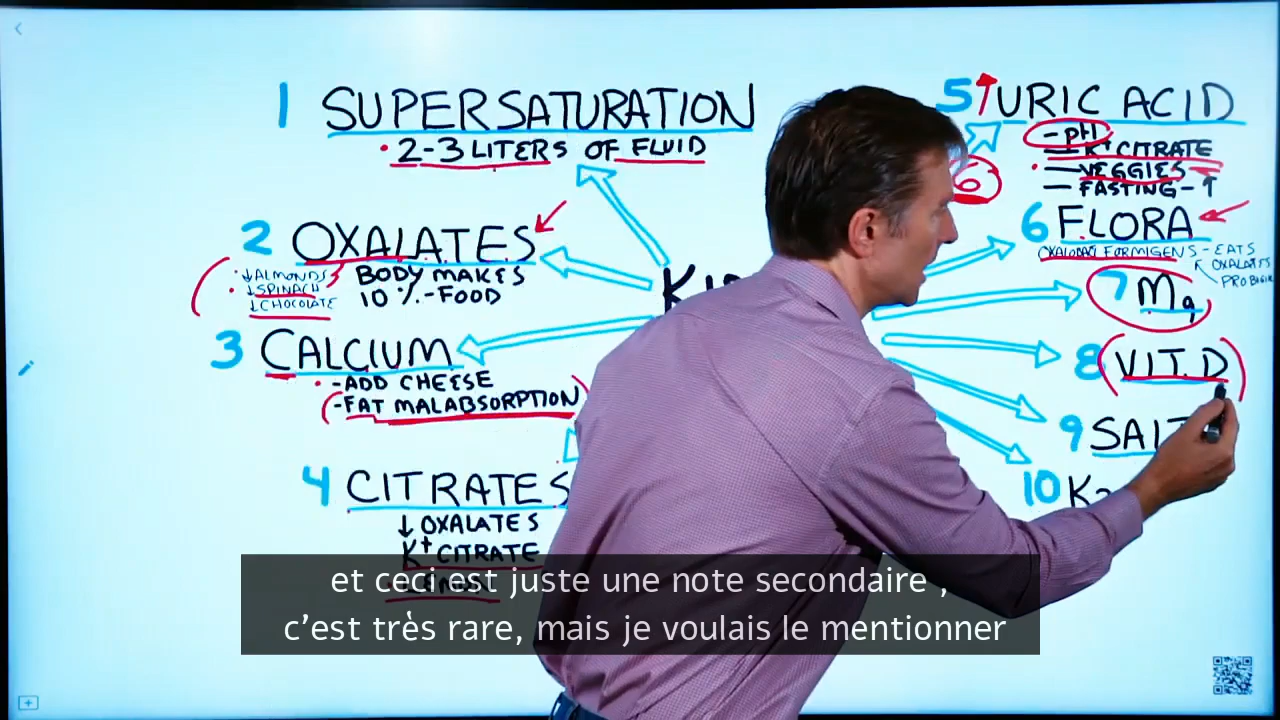 1 SUPERSATURATION
• 2-3 LITERS OF FLUID
2 OXALATES
↓ALMONDS
↓SPINACH
↓CHOCOLATE
BODY MAKES
10%-FOOD
3 CALCIUM
-ADD CHEESE
-FAT MALABSORPTION
4 CITRATES
↓OXALATES
K+ CITRATE
5↑URIC ACID
-pH
— K+ CITRATE
— VEGGIES
— FASTING-↑
6
6 FLORA
FORMIGENS - EATS
OXALATES
7 Mg
8 VIT. D
9 SALT
10 K2
et ceci est juste une note secondaire ,
c'est très rare, mais je voulais le mentionner